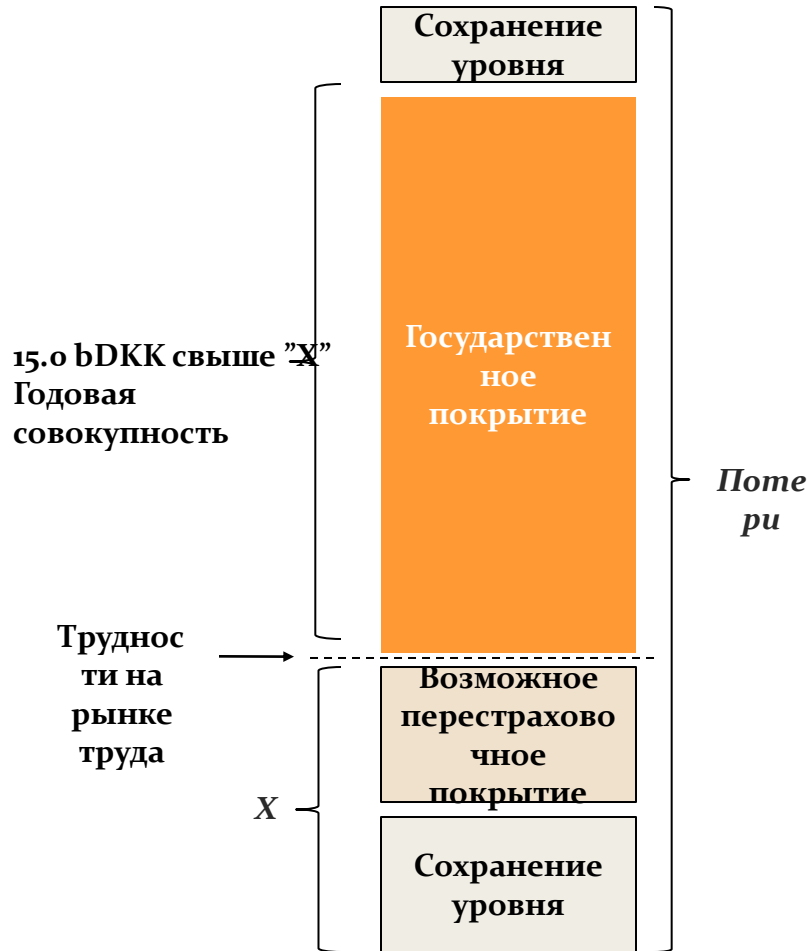 Сохранение
уровня
Государствен
ное
покрытие
15.0 bDKK свыше ”X”
Годовая
совокупность
Поте
ри
Труднос
ти на
рынке
труда
Возможное
перестрахово
чное
покрытие
X
Сохранение
уровня